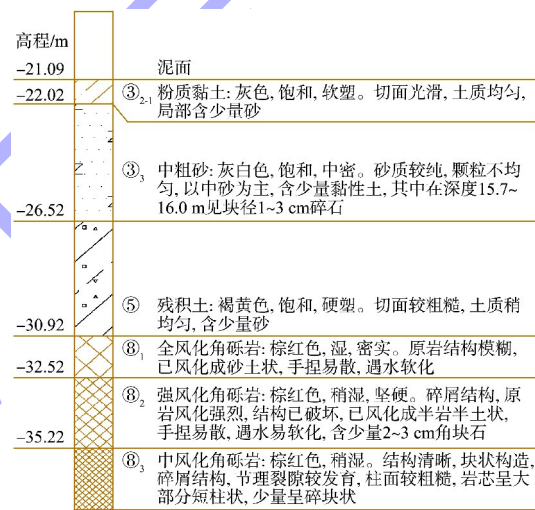 高程/m
-21.09
泥面
-22.02
③2-1 粉质黏土: 灰色, 饱和, 软塑。切面光滑, 土质均匀,
局部含少量砂
③3 中粗砂: 灰白色, 饱和, 中密。砂质较纯, 颗粒不均
匀, 以中砂为主, 含少量黏性土, 其中在深度15.7~
16.0 m见块径1~3 cm碎石
-26.52
⑤ 残积土: 褐黄色, 饱和, 硬塑。切面较粗糙, 土质稍
均匀, 含少量砂
-30.92
⑧1 全风化角砾岩: 棕红色, 湿, 密实。原岩结构模糊,
已风化成砂土状, 手捏易散, 遇水软化
-32.52
⑧2 强风化角砾岩: 棕红色, 稍湿, 坚硬。碎屑结构, 原
岩风化强烈, 结构已破坏, 已风化成半岩半土状,
手捏易散, 遇水易软化, 含少量2~3 cm角块石
-35.22
⑧3 中风化角砾岩: 棕红色, 稍湿。结构清晰, 块状构造,
碎屑结构, 节理裂隙较发育, 柱面较粗糙, 岩芯呈大
部分短柱状, 少量呈碎块状